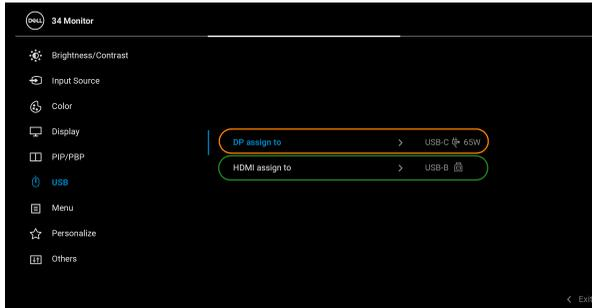 DELL 34 Monitor
Brightness/Contrast
Input Source
Color
Display
DP assign to > USB-C 65W
PIP/PBP
HDMI assign to > USB-B
USB
Menu
Personalize
Others
< Exit